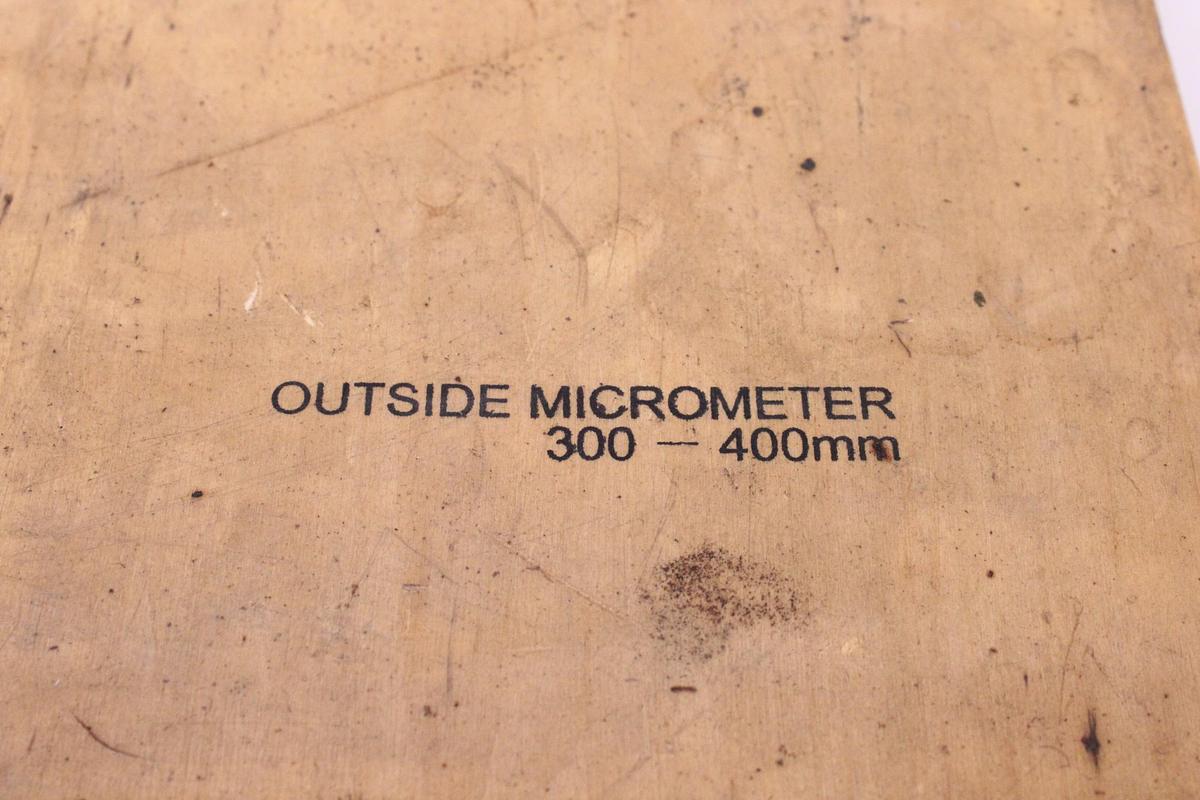 OUTSIDE MICROMETER
300 — 400mm